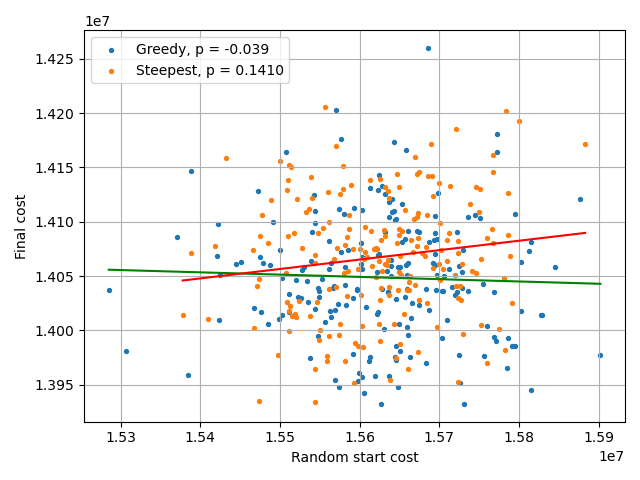 1e7
Greedy, p = -0.039
Steepest, p = 0.1410
1.425
1.420
1.415
1.410
1.405
1.400
1.395
Final cost
1.53 1.54 1.55 1.56 1.57 1.58 1.59
Random start cost
1e7